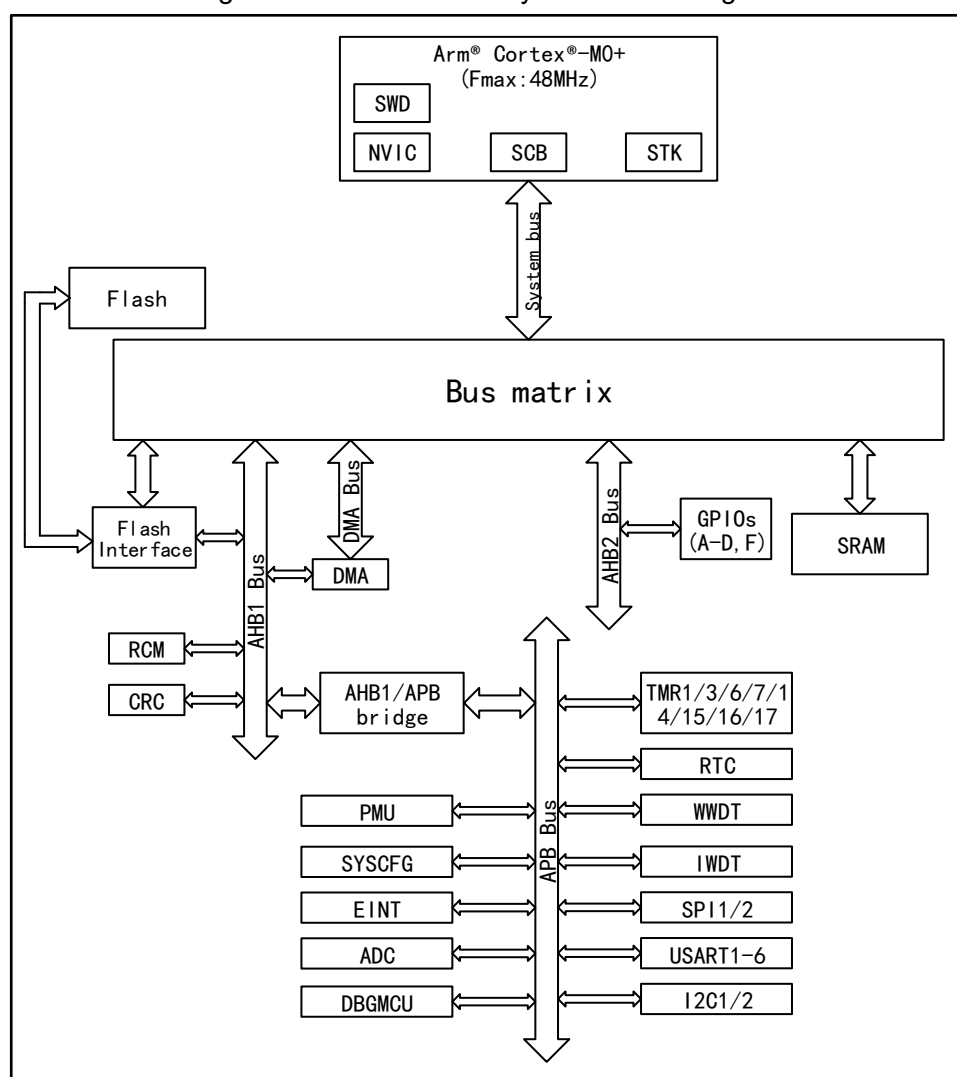 Arm® Cortex®-M0+
(Fmax:48MHz)
SWD
NVIC
SCB
STK
System bus
Flash
Bus matrix
Flash
Interface
AHB1 Bus
DMA Bus
DMA
AHB2 Bus
GPIOs
(A-D,F)
SRAM
RCM
CRC
AHB1/APB
bridge
APB Bus
TMR1/3/6/7/1
4/15/16/17
RTC
PMU
WWDT
SYSCFG
IWDT
EINT
SPI1/2
ADC
USART1-6
DBGMCU
I2C1/2